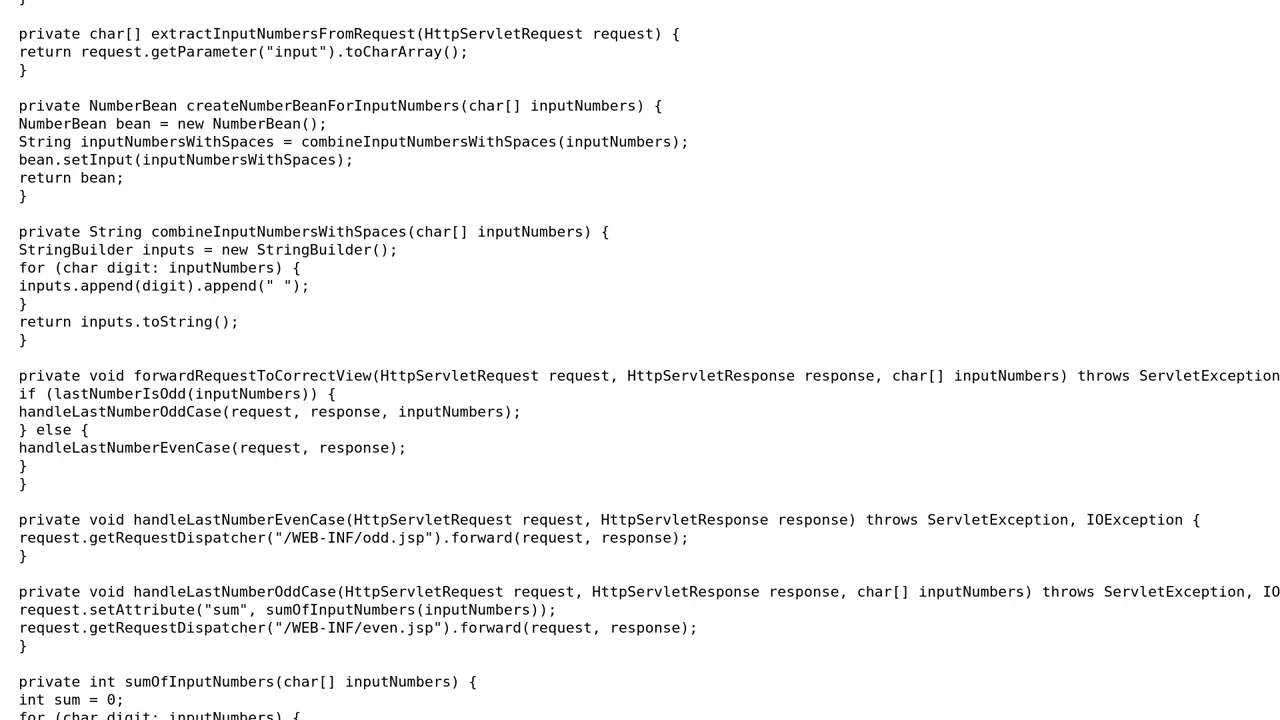 }
private char[] extractInputNumbersFromRequest(HttpServletRequest request) {
return request.getParameter("input").toCharArray();
}
private NumberBean createNumberBeanForInputNumbers(char[] inputNumbers) {
NumberBean bean = new NumberBean();
String inputNumbersWithSpaces = combineInputNumbersWithSpaces(inputNumbers);
bean.setInput(inputNumbersWithSpaces);
return bean;
}
private String combineInputNumbersWithSpaces(char[] inputNumbers) {
StringBuilder inputs = new StringBuilder();
for (char digit: inputNumbers) {
inputs.append(digit).append(" ");
}
return inputs.toString();
}
private void forwardRequestToCorrectView(HttpServletRequest request, HttpServletResponse response, char[] inputNumbers) throws ServletException
if (lastNumberIsOdd(inputNumbers)) {
handleLastNumberOddCase(request, response, inputNumbers);
} else {
handleLastNumberEvenCase(request, response);
}
}
private void handleLastNumberEvenCase(HttpServletRequest request, HttpServletResponse response) throws ServletException, IOException {
request.getRequestDispatcher("/WEB-INF/odd.jsp").forward(request, response);
}
private void handleLastNumberOddCase(HttpServletRequest request, HttpServletResponse response, char[] inputNumbers) throws ServletException, IO
request.setAttribute("sum", sumOfInputNumbers(inputNumbers));
request.getRequestDispatcher("/WEB-INF/even.jsp").forward(request, response);
}
private int sumOfInputNumbers(char[] inputNumbers) {
int sum = 0;
for (char digit: inputNumbers) {